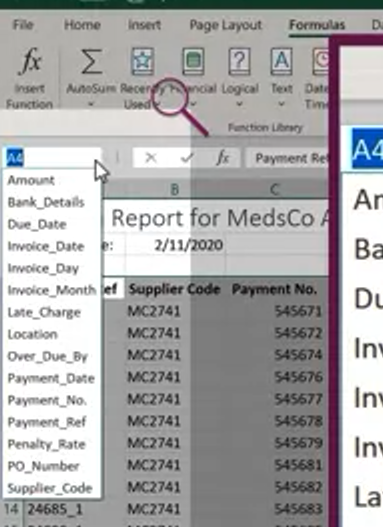 File Home Insert Page Layout Formulas Da
fx Σ ?  A
Insert Function AutoSum Recently Used Financial Logical Text Date Time
Function Library
A4 fx Payment Ref
Amount B C
Bank_Details Report for MedsCo A
Due_Date
Invoice_Date e: 2/11/2020
Invoice_Day
Invoice_Month ef Supplier Code Payment No.
Late_Charge MC2741 545671
Location MC2741 545672
Over_Due_By MC2741 545674
Payment_Date MC2741 545676
Payment_No. MC2741 545677
Payment_Ref MC2741 545678
Penalty_Rate MC2741 545679
PO_Number MC2741 545681
Supplier_Code MC2741 545682
14 24685_1 MC2741 545683
A4
Am
Ba
Du
Inv
Inv
Inv
La